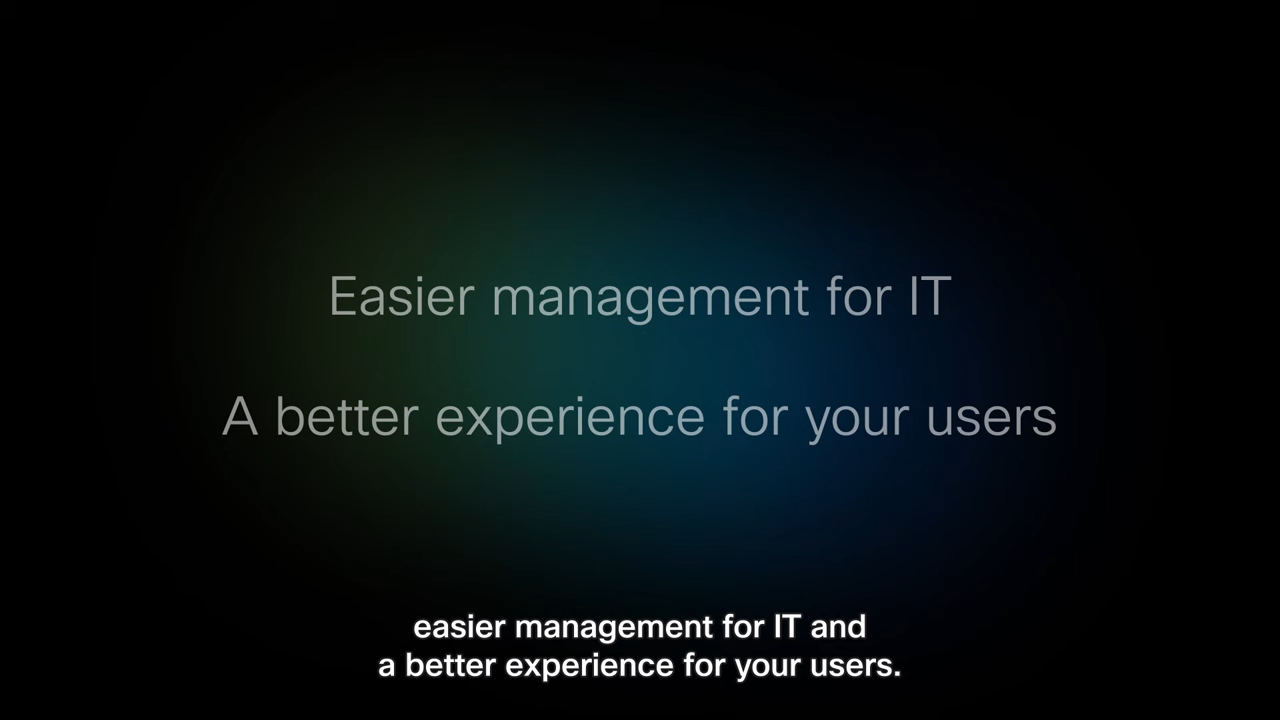 Easier management for IT
A better experience for your users
easier management for IT and
a better experience for your users.